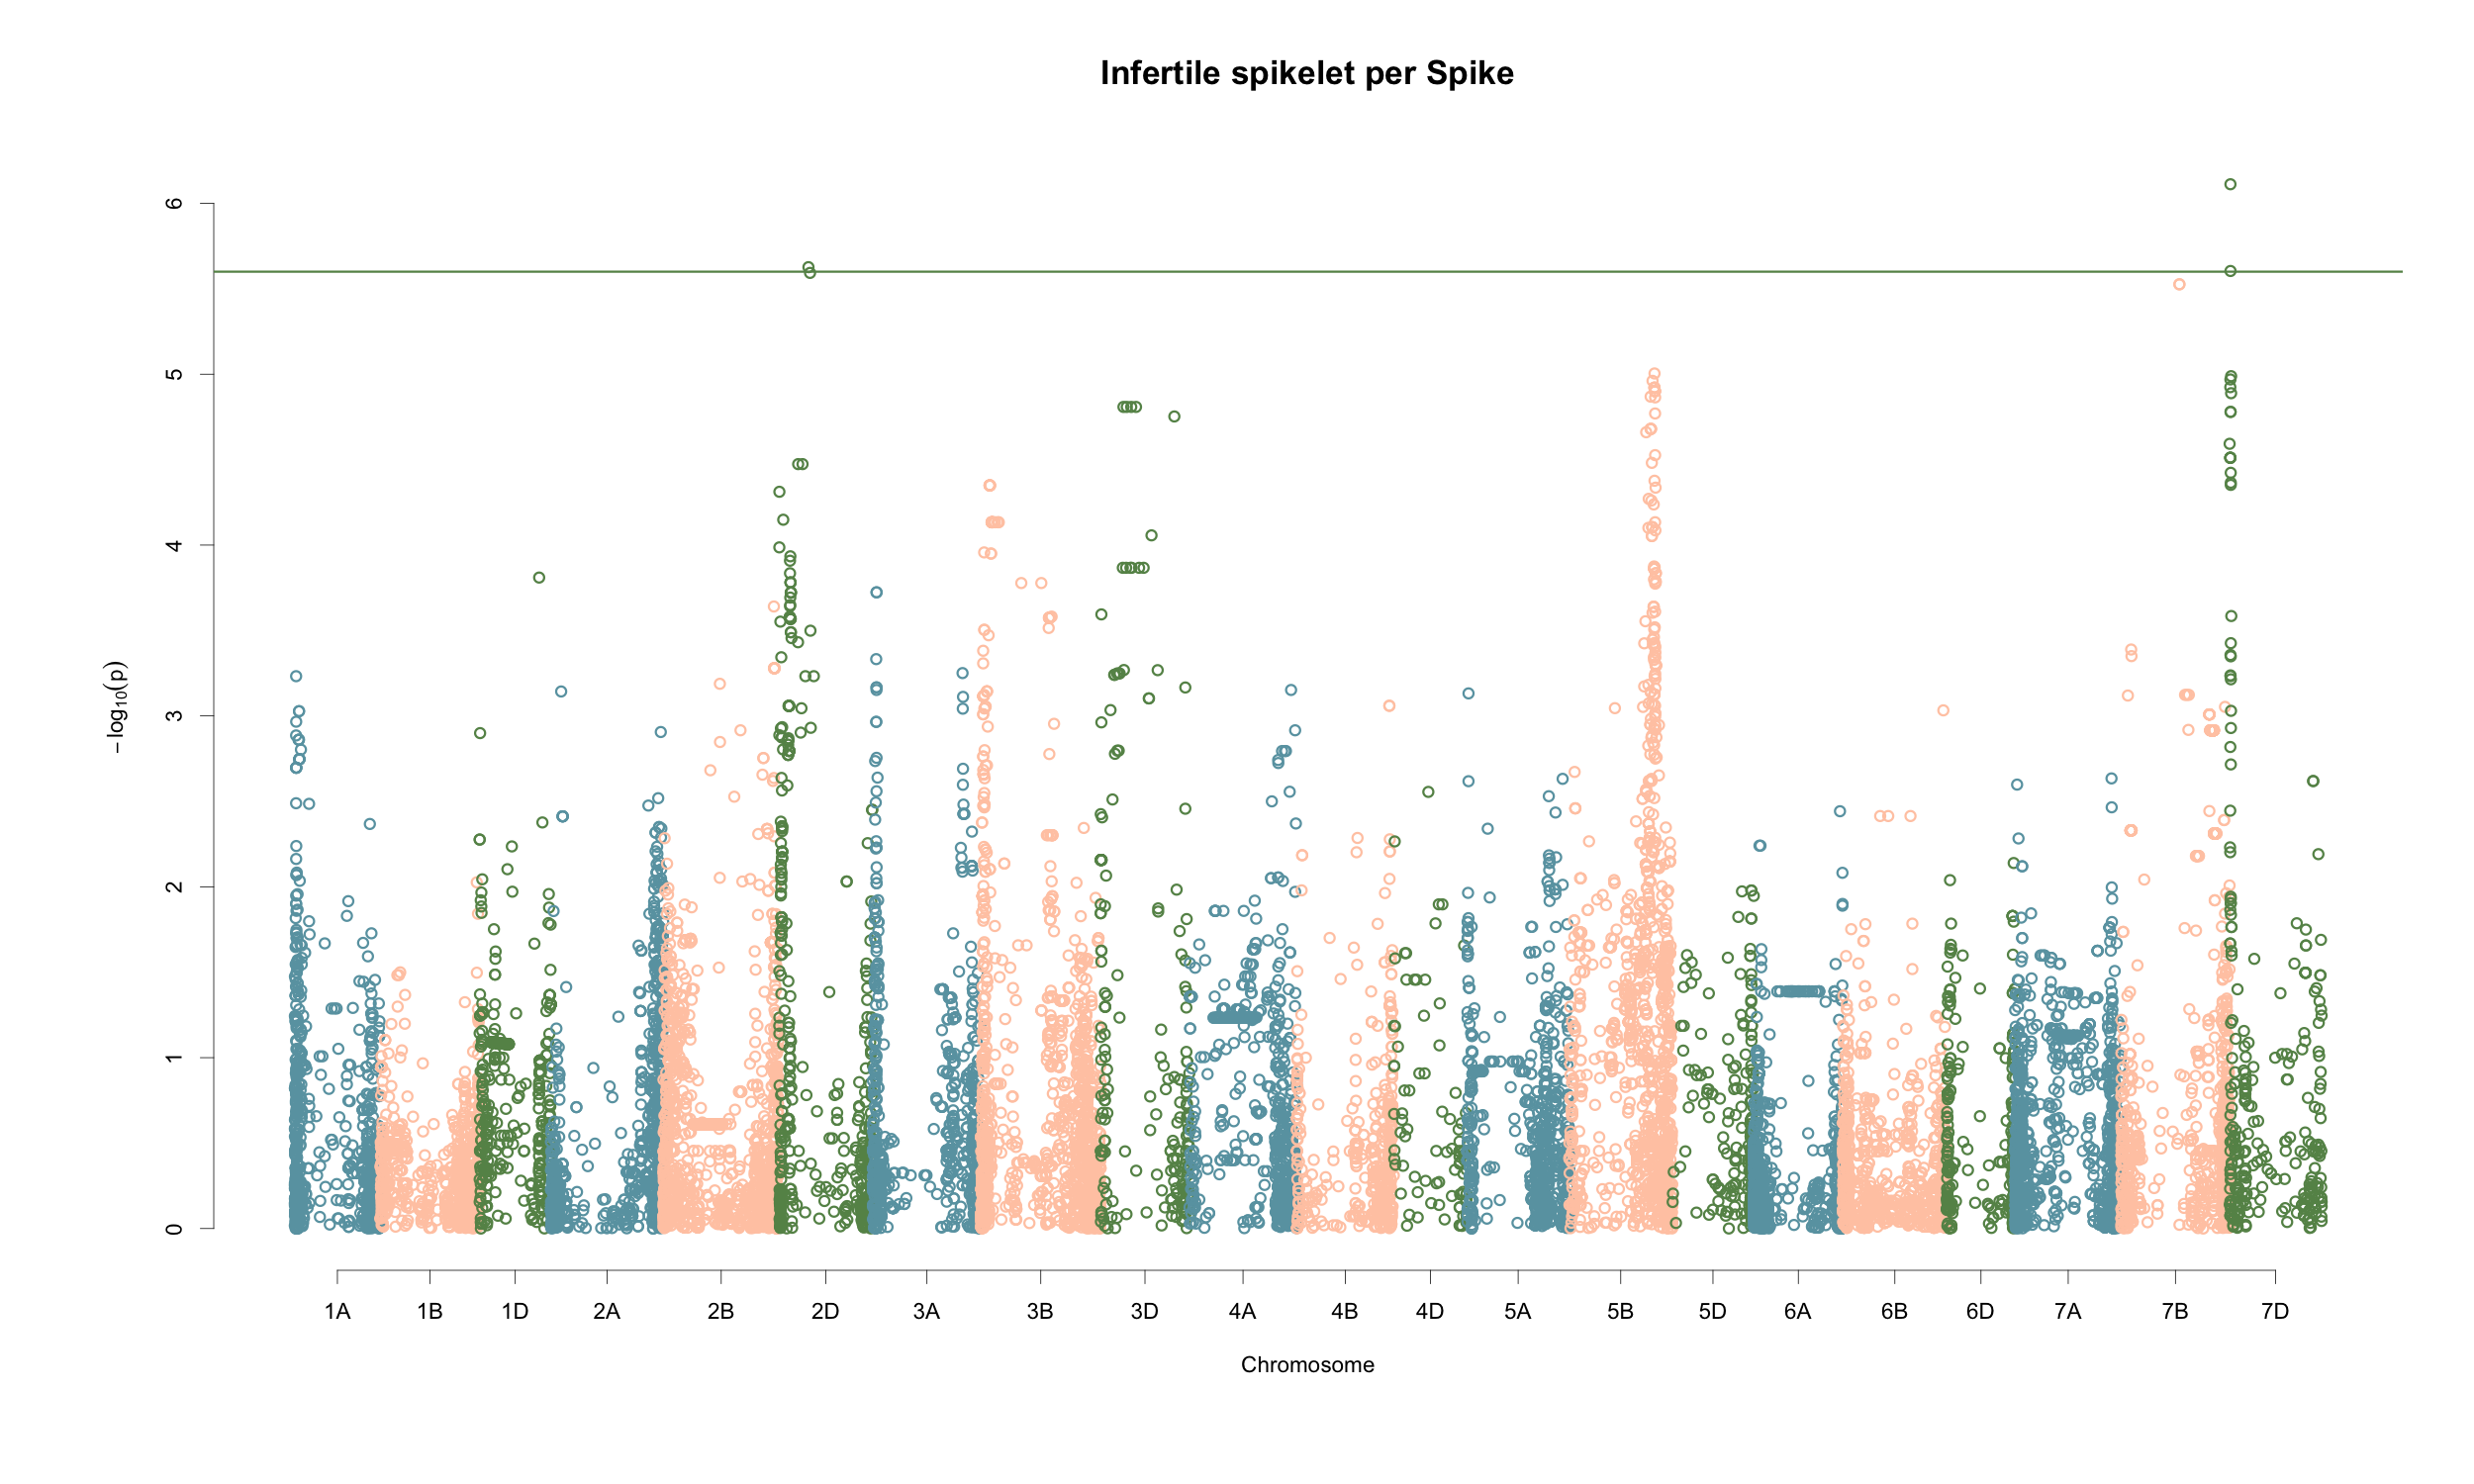 Infertile spikelet per Spike
6
5
4
3
2
1
0
−log10(p)
1A 1B 1D 2A 2B 2D 3A 3B 3D 4A 4B 4D 5A 5B 5D 6A 6B 6D 7A 7B 7D
Chromosome